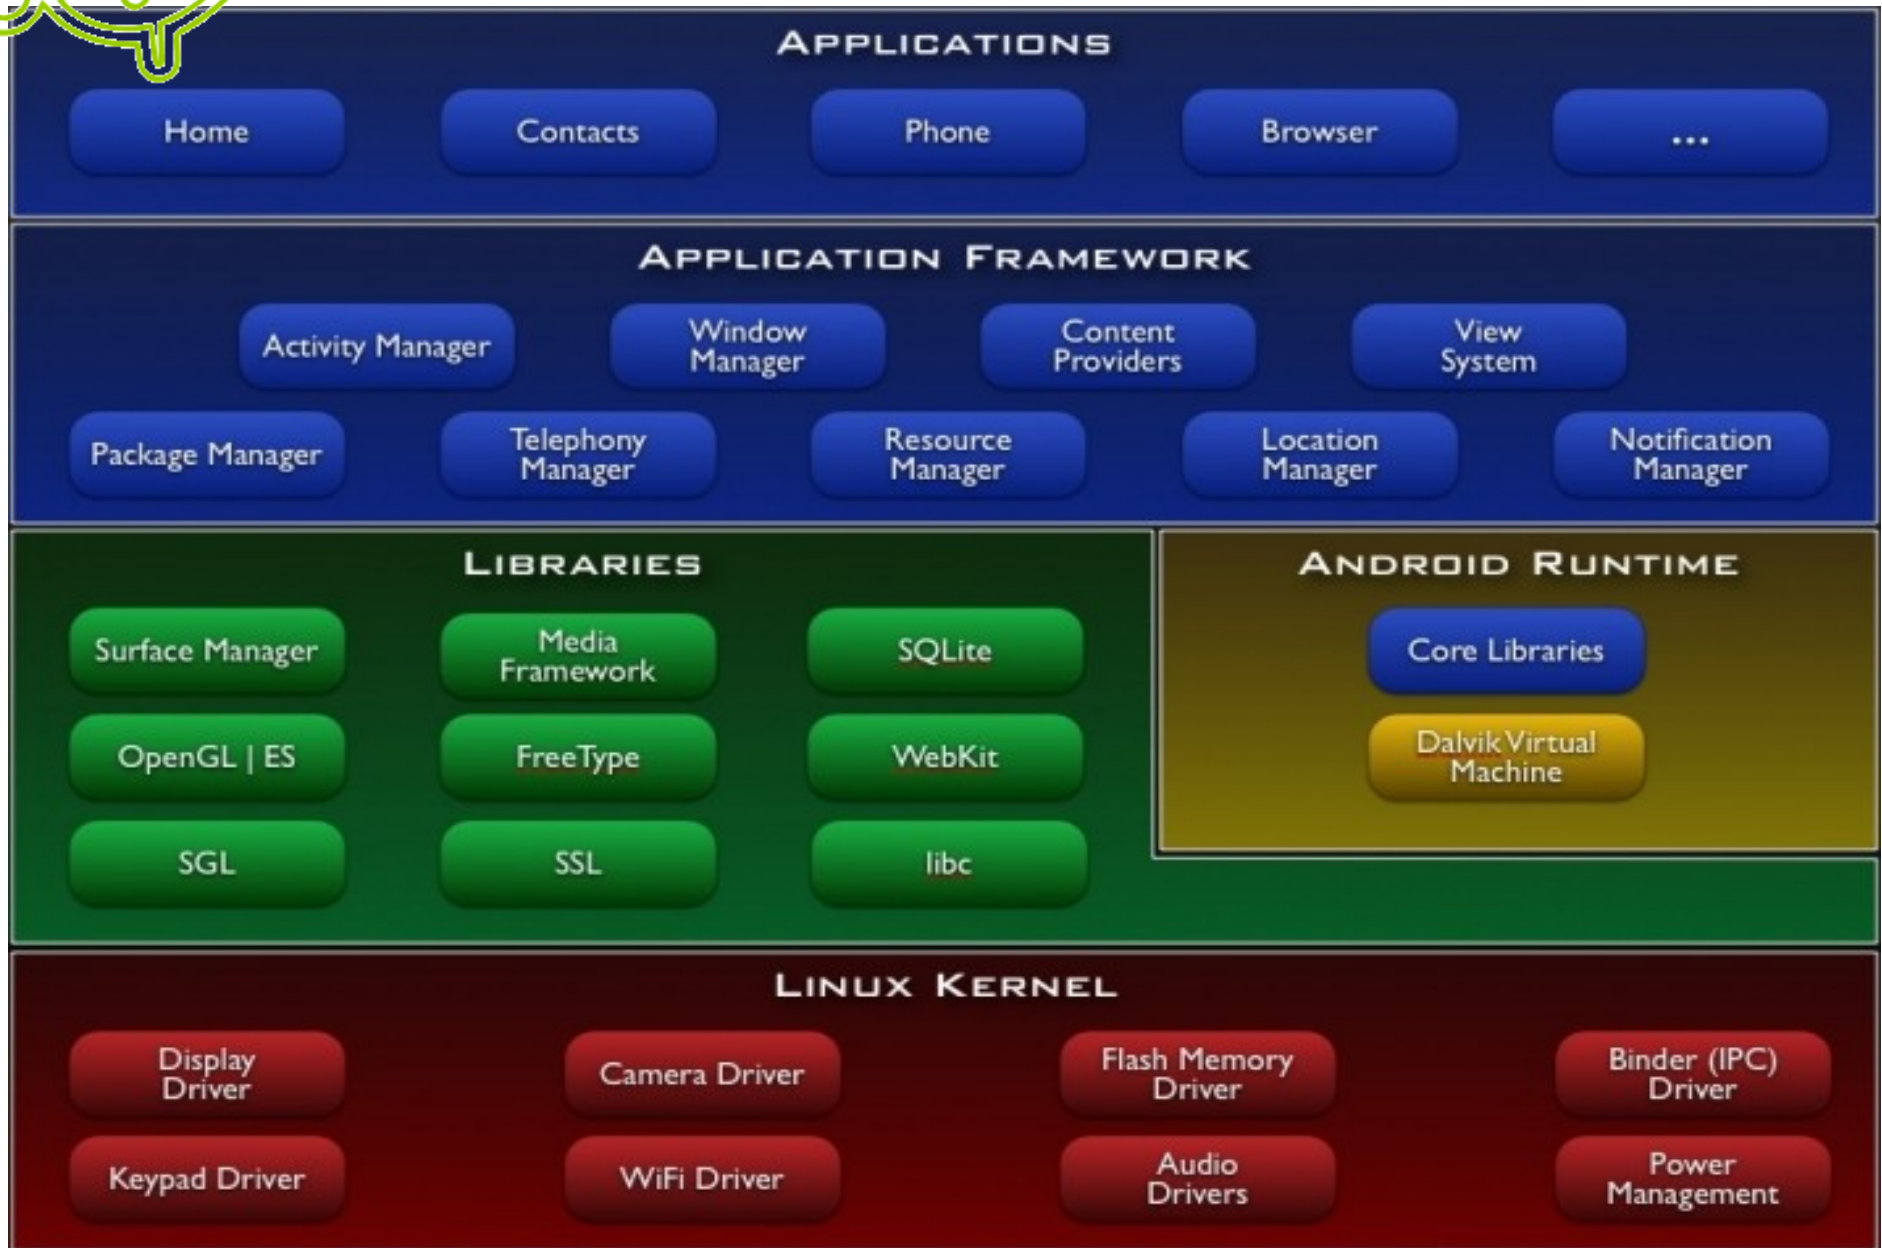 APPLICATIONS
Home
Contacts
Phone
Browser
...
APPLICATION FRAMEWORK
Activity Manager
Window
Manager
Content
Providers
View
System
Package Manager
Telephony
Manager
Resource
Manager
Location
Manager
Notification
Manager
LIBRARIES
Surface Manager
Media
Framework
SQLite
OpenGL | ES
FreeType
WebKit
SGL
SSL
libc
ANDROID RUNTIME
Core Libraries
Dalvik Virtual
Machine
LINUX KERNEL
Display
Driver
Camera Driver
Flash Memory
Driver
Binder (IPC)
Driver
Keypad Driver
WiFi Driver
Audio
Drivers
Power
Management